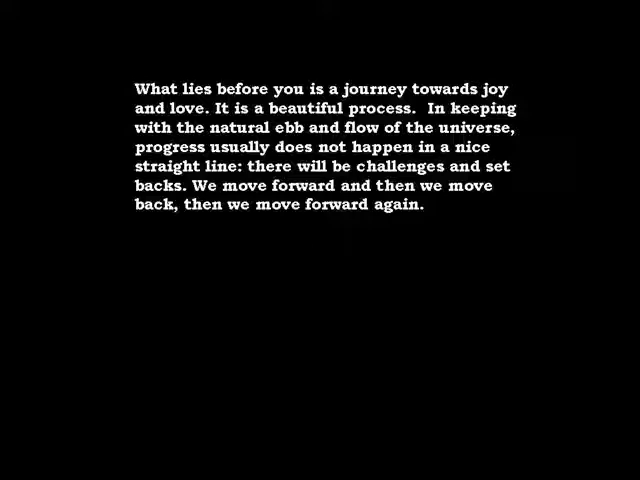 What lies before you is a journey towards joy
and love. It is a beautiful process.  In keeping
with the natural ebb and flow of the universe,
progress usually does not happen in a nice
straight line: there will be challenges and set
backs. We move forward and then we move
back, then we move forward again.